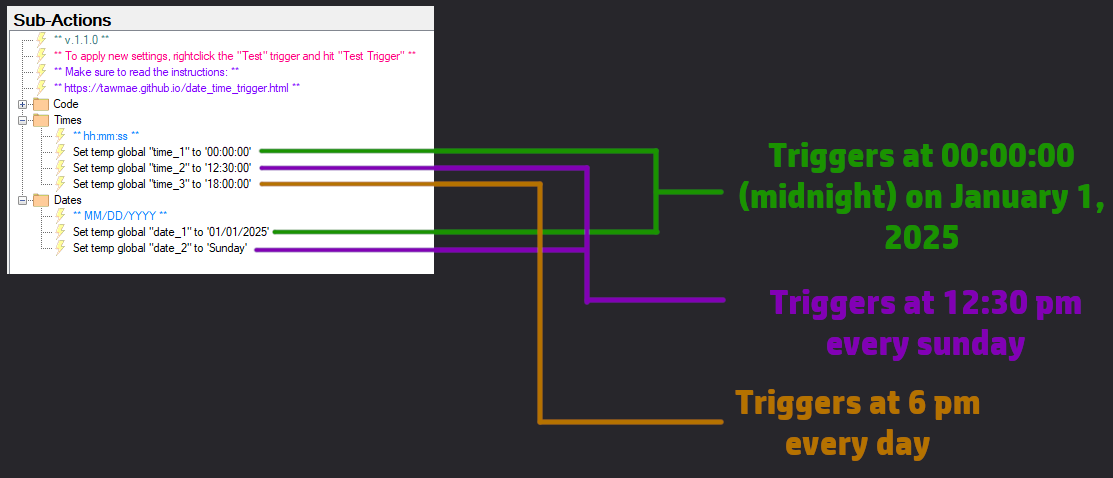 Sub-Actions
** v.1.1.0 **
** To apply new settings, rightclick the "Test" trigger and hit "Test Trigger" **
** Make sure to read the instructions: **
** https://tawmae.github.io/date_time_trigger.html **
Code
Times
** hh:mm:ss **
Set temp global "time_1" to '00:00:00'
Set temp global "time_2" to '12:30:00'
Set temp global "time_3" to '18:00:00'
Dates
** MM/DD/YYYY **
Set temp global "date_1" to '01/01/2025'
Set temp global "date_2" to 'Sunday'
Triggers at 00:00:00
(midnight) on January 1,
2025
Triggers at 12:30 pm
every sunday
Triggers at 6 pm
every day